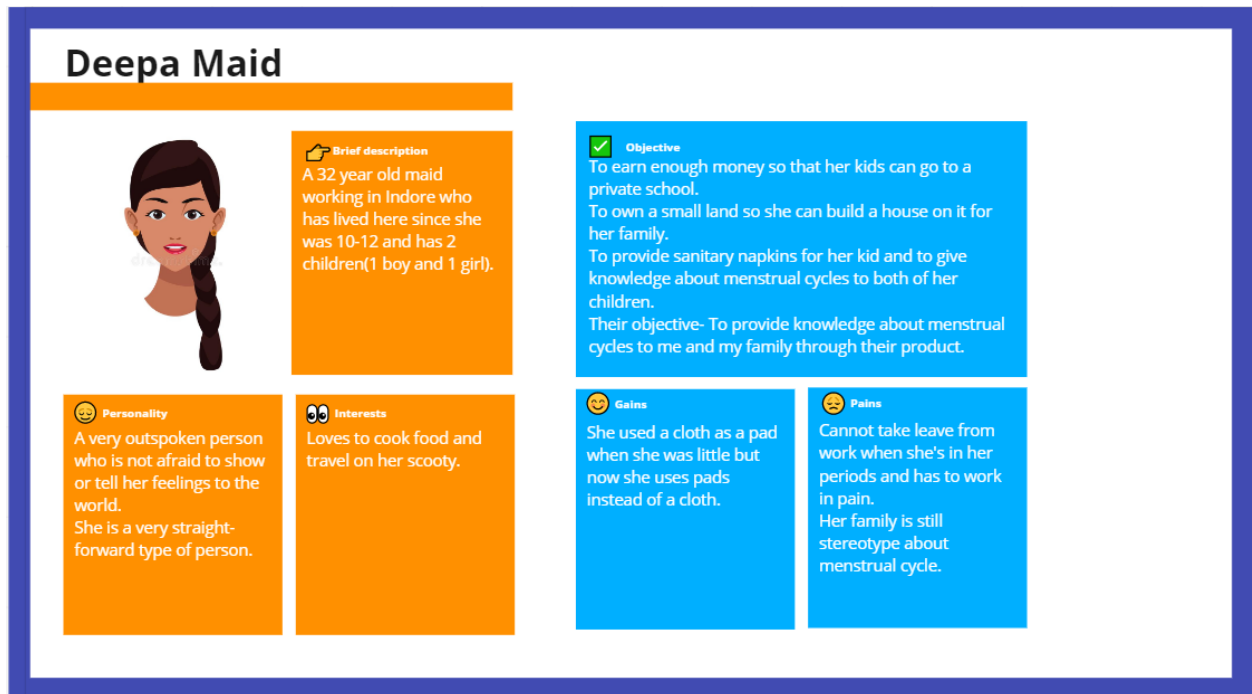 Deepa Maid
Brief description
A 32 year old maid
working in Indore who
has lived here since she
was 10-12 and has 2
children(1 boy and 1 girl).
Objective
To earn enough money so that her kids can go to a
private school.
To own a small land so she can build a house on it for
her family.
To provide sanitary napkins for her kid and to give
knowledge about menstrual cycles to both of her
children.
Their objective- To provide knowledge about menstrual
cycles to me and my family through their product.
Personality
A very outspoken person
who is not afraid to show
or tell her feelings to the
world.
She is a very straight-
forward type of person.
Interests
Loves to cook food and
travel on her scooty.
Gains
She used a cloth as a pad
when she was little but
now she uses pads
instead of a cloth.
Pains
Cannot take leave from
work when she's in her
periods and has to work
in pain.
Her family is still
stereotype about
menstrual cycle.